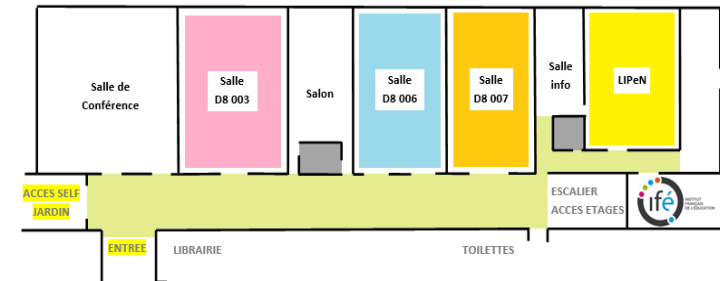 Salle de
Conférence
Salle
D8 003
Salon
Salle
D8 006
Salle
D8 007
Salle
info
LIPeN
ACCES SELF
JARDIN
ESCALIER
ACCES ETAGES
ifé
INSTITUT
FRANÇAIS
DE L'ÉDUCATION
ENTREE
LIBRAIRIE
TOILETTES